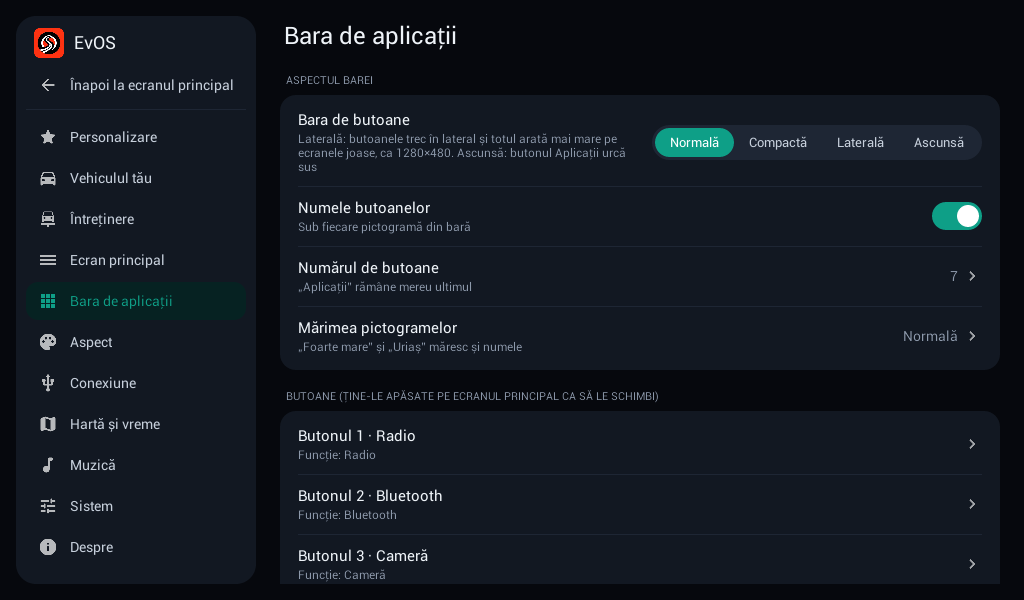 EvOS
Înapoi la ecranul principal
Personalizare
Vehiculul tău
Întreținere
Ecran principal
Bara de aplicații
Aspect
Conexiune
Hartă și vreme
Muzică
Sistem
Despre
Bara de aplicații
ASPECTUL BAREI
Bara de butoane
Laterală: butoanele trec în lateral și totul arată mai mare pe
ecranele joase, ca 1280×480. Ascunsă: butonul Aplicații urcă
sus
Normală
Compactă
Laterală
Ascunsă
Numele butoanelor
Sub fiecare pictogramă din bară
Numărul de butoane
„Aplicații” rămâne mereu ultimul
7
Mărimea pictogramelor
„Foarte mare” și „Uriaș” măresc și numele
Normală
BUTOANE (ȚINE-LE APĂSATE PE ECRANUL PRINCIPAL CA SĂ LE SCHIMBI)
Butonul 1 · Radio
Funcție: Radio
Butonul 2 · Bluetooth
Funcție: Bluetooth
Butonul 3 · Cameră
Funcție: Cameră